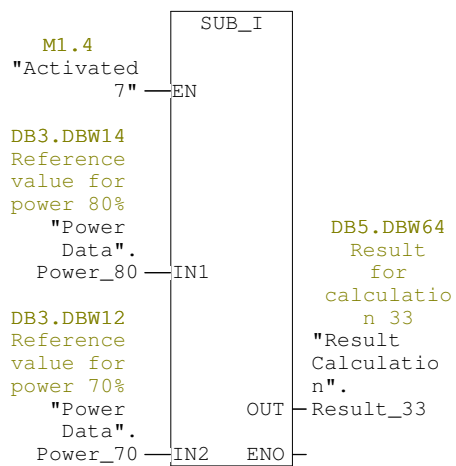 SUB_I
M1.4
"Activated
7"
EN
DB3.DBW14
Reference
value for
power 80%
"Power
Data".
Power_80
IN1
DB3.DBW12
Reference
value for
power 70%
"Power
Data".
Power_70
IN2
DB5.DBW64
Result
for
calculatio
n 33
"Result
Calculatio
n".
OUT
Result_33
ENO